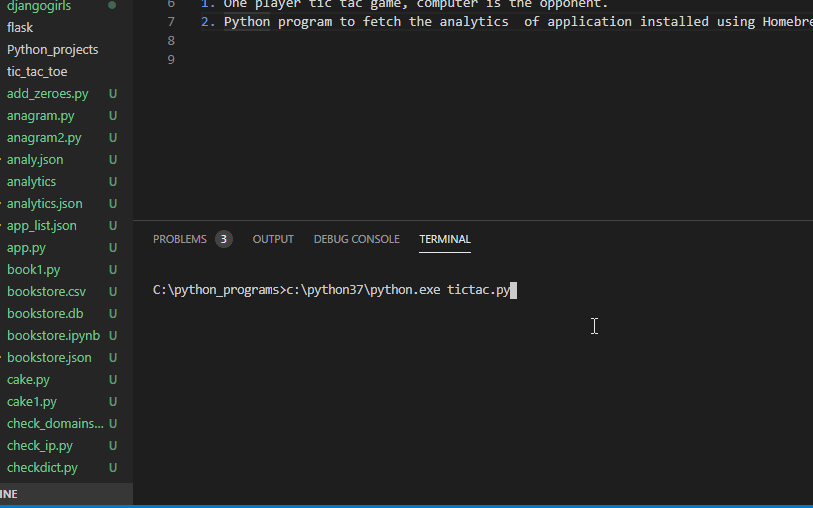 djangogirls
flask
Python_projects
tic_tac_toe
add_zeroes.py U
anagram.py U
anagram2.py U
analy.json U
analytics U
analytics.json U
app_list.json U
app.py U
book1.py U
bookstore.csv U
bookstore.db U
bookstore.ipynb U
bookstore.json U
cake.py U
cake1.py U
check_domains... U
check_ip.py U
checkdict.py U
INE
6 1. One player tic tac game, computer is the opponent.
7 2. Python program to fetch the analytics of application installed using Homebre
8
9
PROBLEMS 3 OUTPUT DEBUG CONSOLE TERMINAL
C:\python_programs>c:\python37\python.exe tictac.py